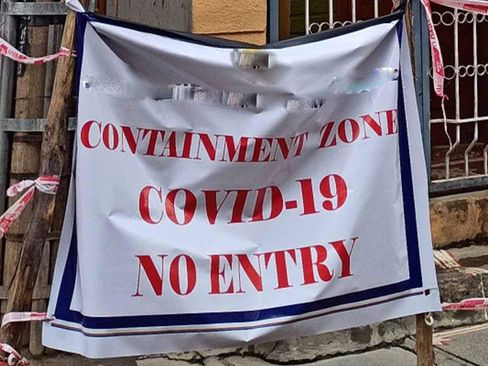 CONTAINMENT ZONE
COVID-19
NO ENTRY